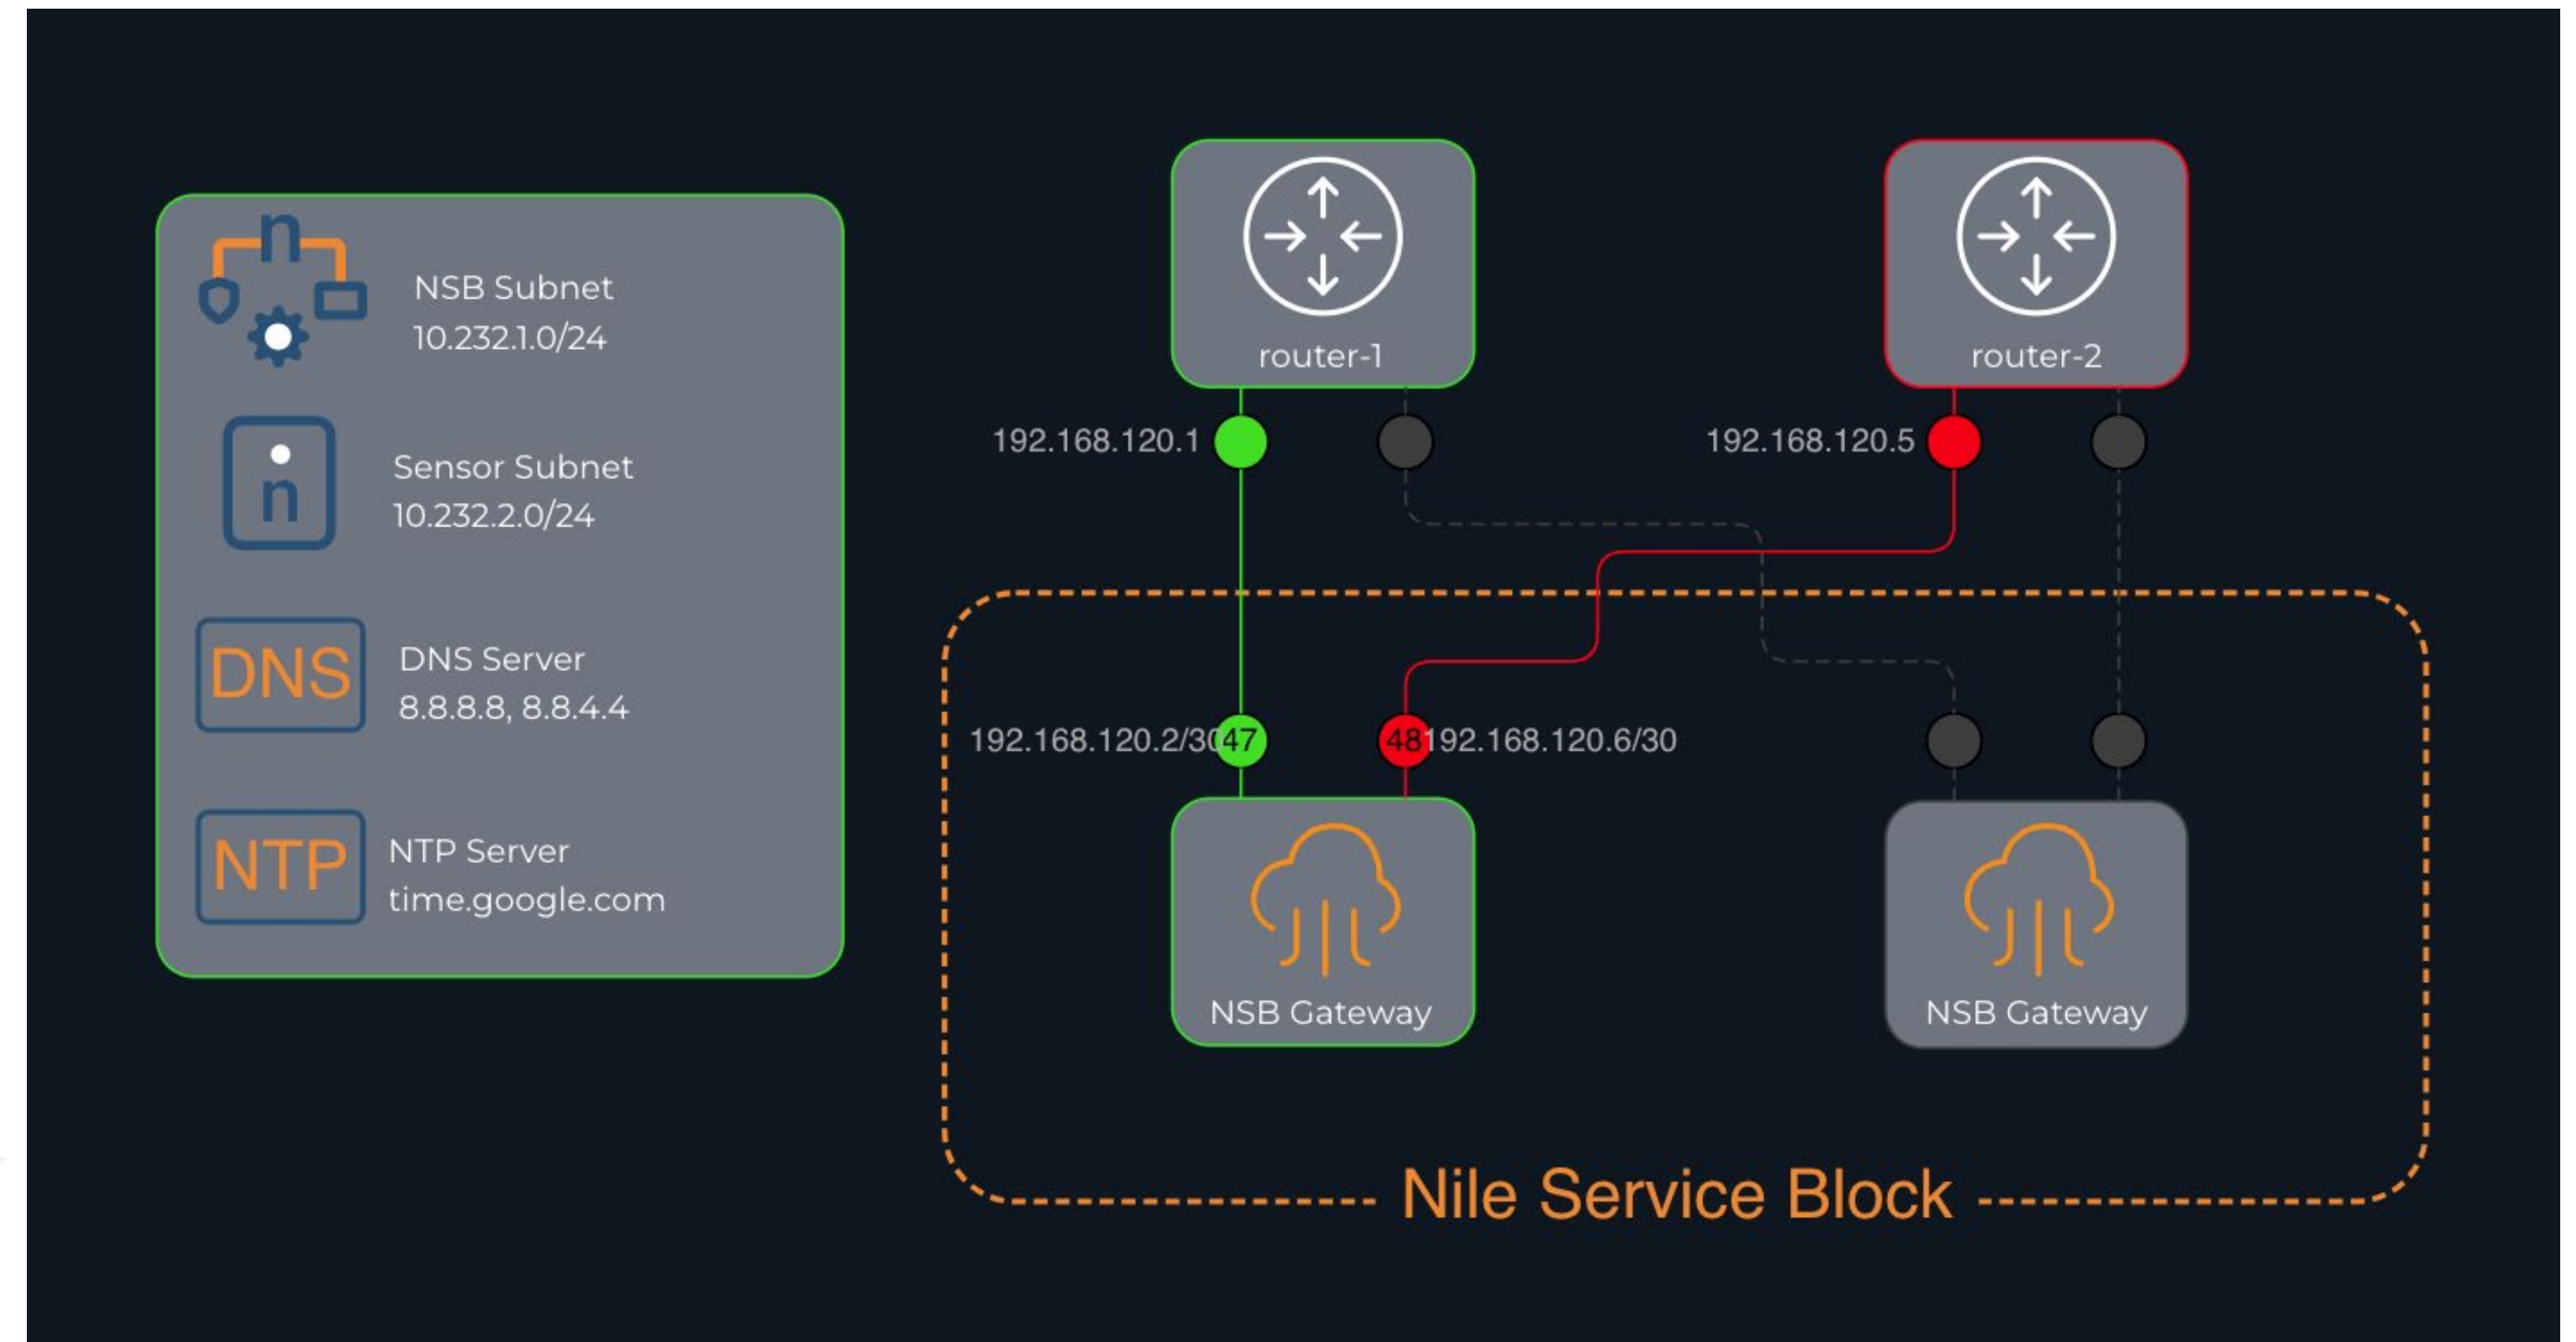 NSB Subnet
10.232.1.0/24
n
Sensor Subnet
10.232.2.0/24
n
DNS
DNS Server
8.8.8.8, 8.8.4.4
NTP
NTP Server
time.google.com
router-1
router-2
192.168.120.1
192.168.120.5
192.168.120.2/30
47
48
192.168.120.6/30
NSB Gateway
NSB Gateway
Nile Service Block